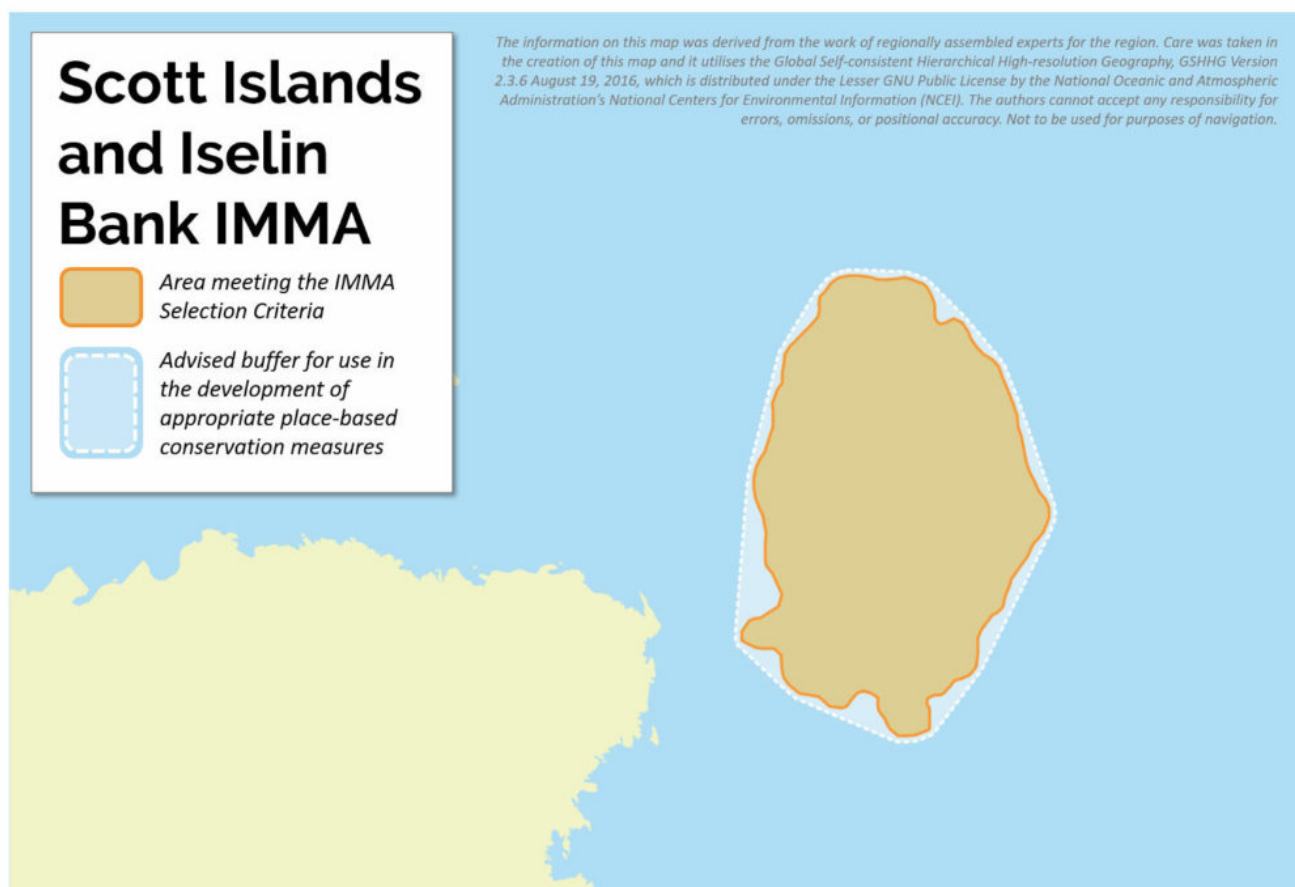 Scott Islands
and Iselin
Bank IMMA
Area meeting the IMMA
Selection Criteria
Advised buffer for use in
the development of
appropriate place-based
conservation measures
The information on this map was derived from the work of regionally assembled experts for the region. Care was taken in
the creation of this map and it utilises the Global Self-consistent Hierarchical High-resolution Geography, GSHHG Version
2.3.6 August 19, 2016, which is distributed under the Lesser GNU Public License by the National Oceanic and Atmospheric
Administration's National Centers for Environmental Information (NCEI). The authors cannot accept any responsibility for
errors, omissions, or positional accuracy. Not to be used for purposes of navigation.